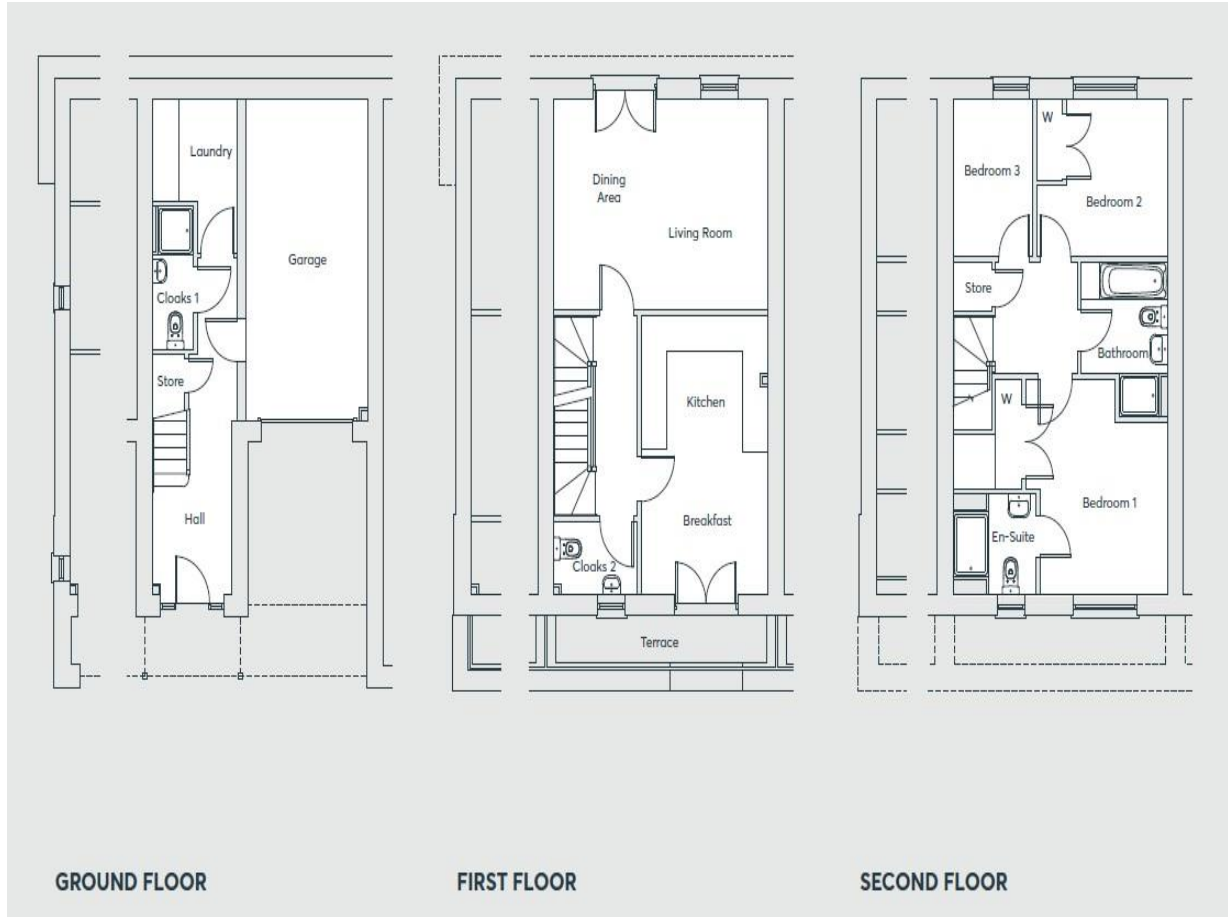 Laundry
Garage
Cloaks 1
Store
Hall
GROUND FLOOR
Dining
Area
Living Room
Kitchen
Breakfast
Cloaks 2
Terrace
FIRST FLOOR
W
Bedroom 3
Bedroom 2
Store
Bathroom
W
Bedroom 1
En-Suite
SECOND FLOOR